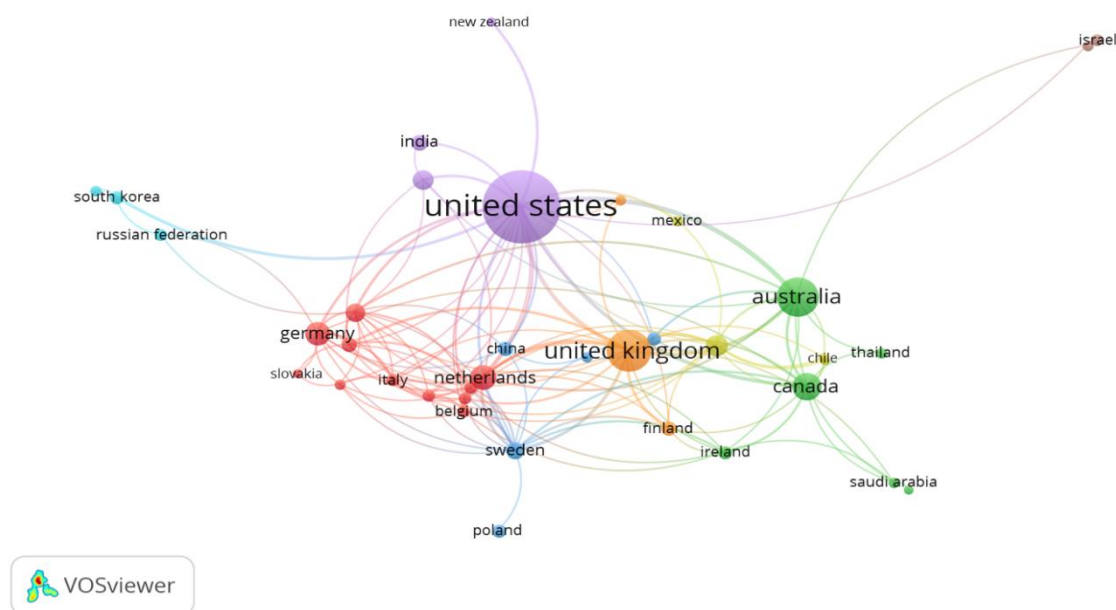 new zealand
israel
india
south korea
united states
mexico
russian federation
australia
germany
china
united kingdom
thailand
chile
slovakia
italy
netherlands
canada
belgium
finland
sweden
ireland
saudi arabia
poland
VOSviewer